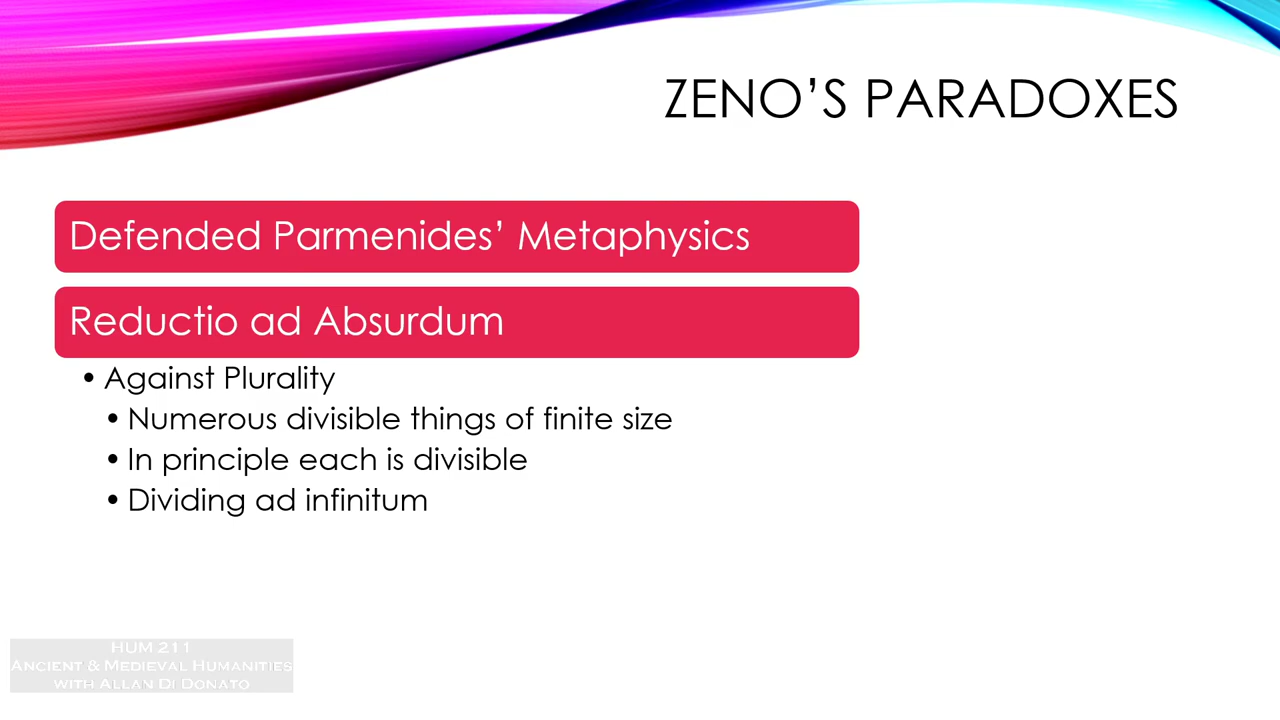 ZENO’S PARADOXES
Defended Parmenides’ Metaphysics
Reductio ad Absurdum
• Against Plurality
• Numerous divisible things of finite size
• In principle each is divisible
• Dividing ad infinitum
HUM 211
Ancient & Medieval Humanities
with Allan Di Donato